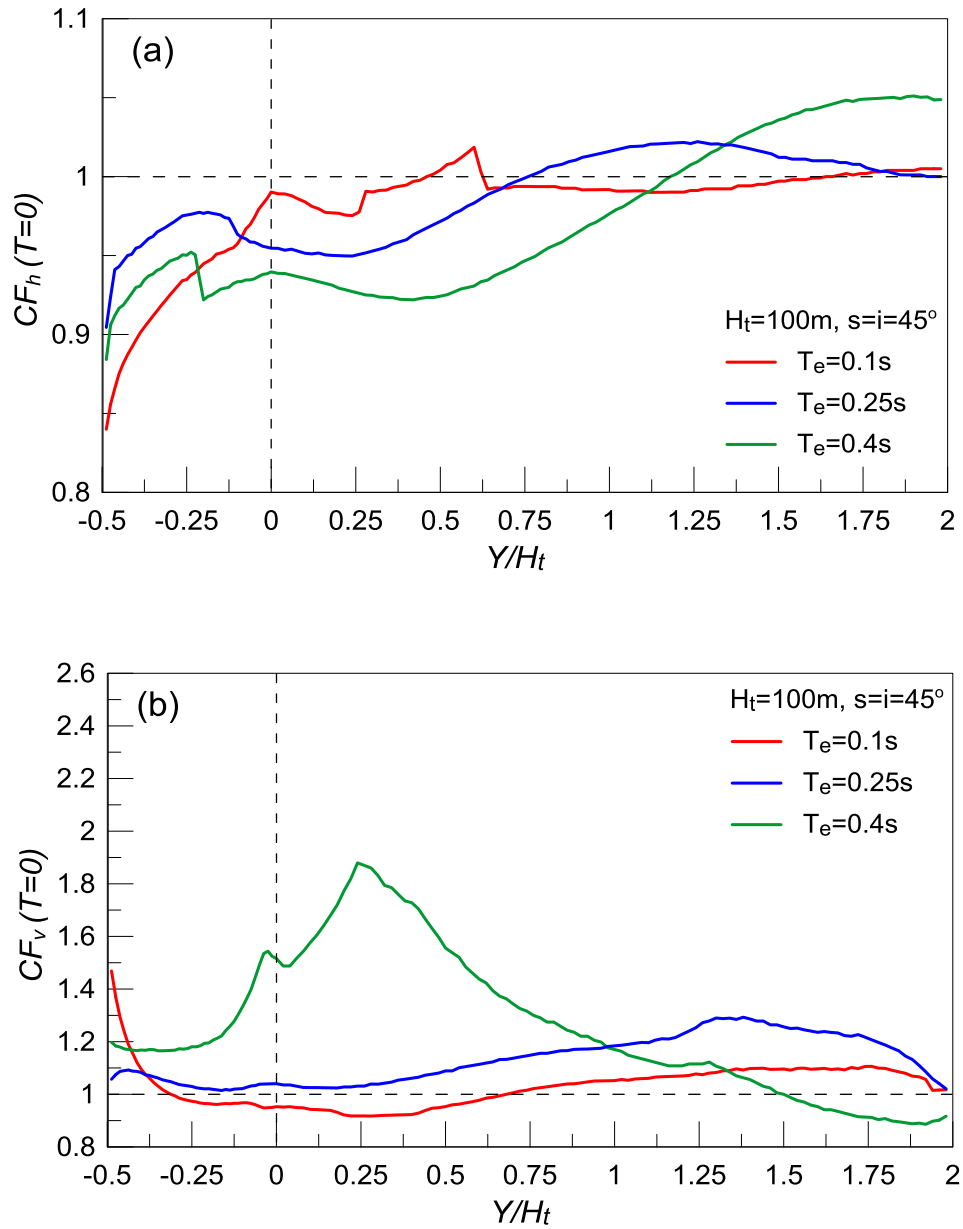 (a)
1.1
1
0.9
0.8
CFh (T=0)
-0.5 -0.25 0 0.25 0.5 0.75 1 1.25 1.5 1.75 2
Y/Ht
Ht=100m, s=i=45º
Te=0.1s
Te=0.25s
Te=0.4s
(b)
2.6
2.4
2.2
2
1.8
1.6
1.4
1.2
1
0.8
CFv (T=0)
-0.5 -0.25 0 0.25 0.5 0.75 1 1.25 1.5 1.75 2
Y/Ht
Ht=100m, s=i=45º
Te=0.1s
Te=0.25s
Te=0.4s